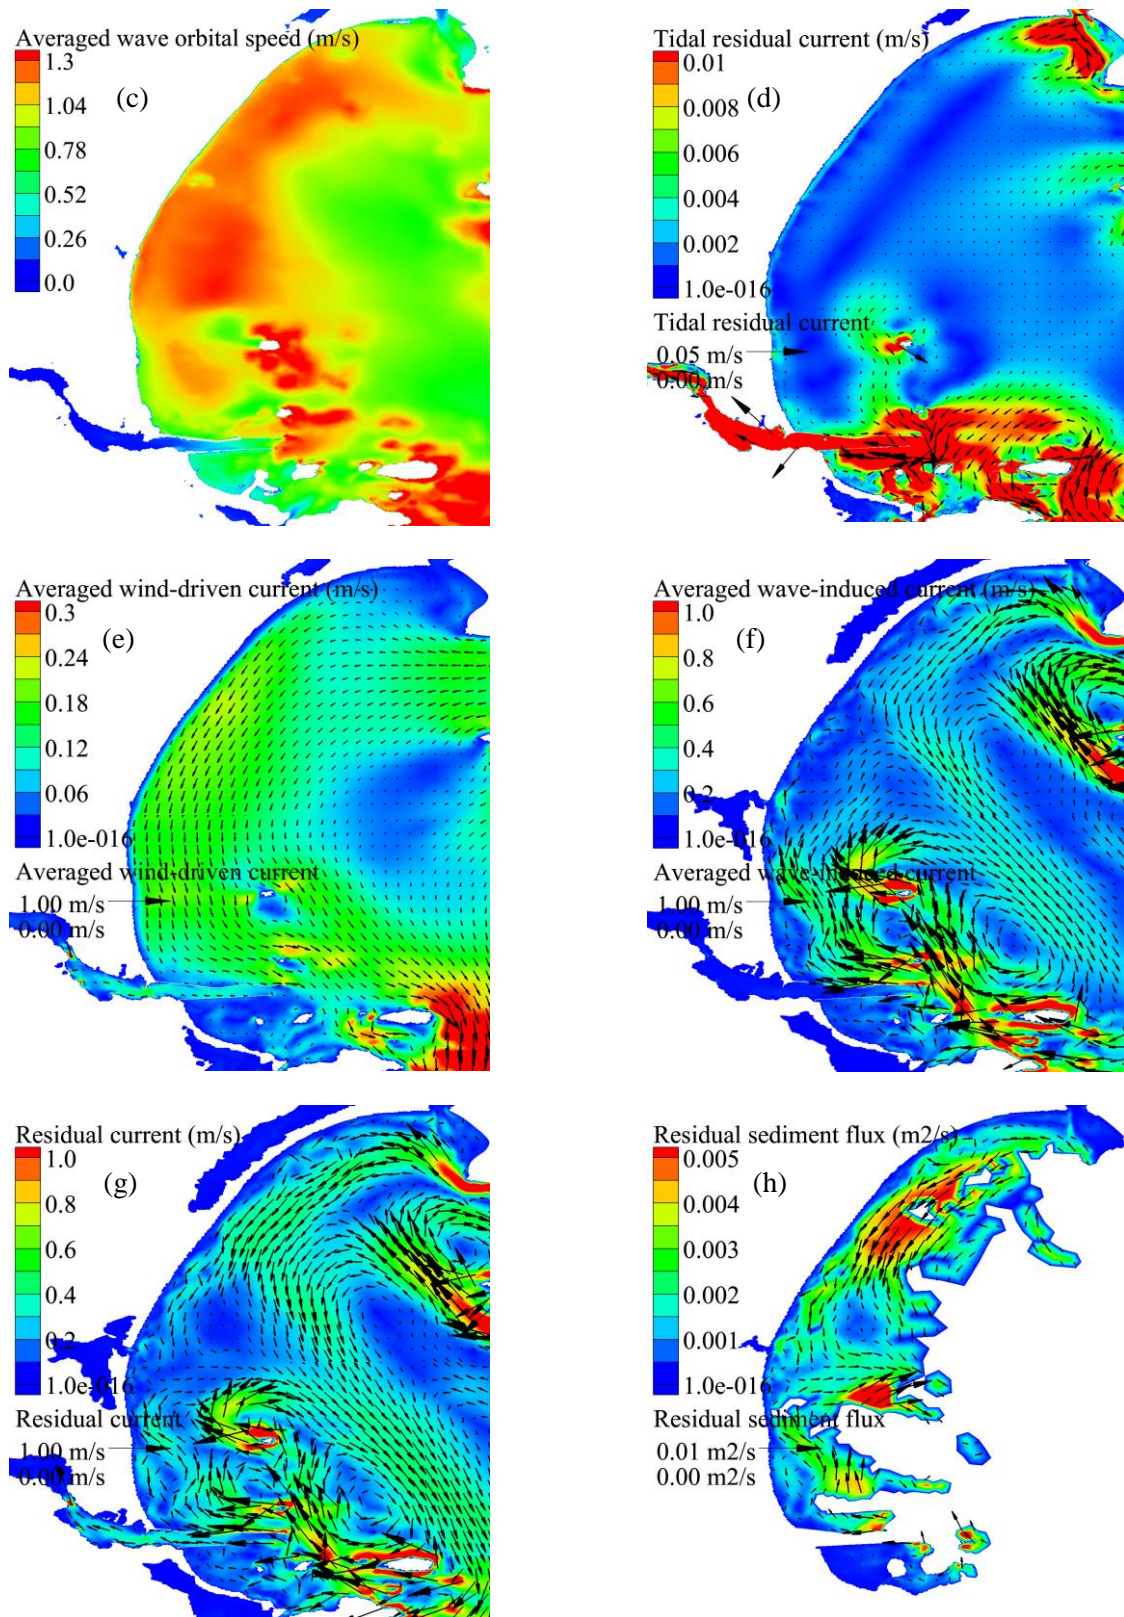 Averaged wave orbital speed (m/s)
1.3
1.04
0.78
0.52
0.26
0.0
(c)
Tidal residual current (m/s)
0.01
0.008
0.006
0.004
0.002
1.0e-016
(d)
Tidal residual current
0.05 m/s
0.00 m/s
Averaged wind-driven current (m/s)
0.3
0.24
0.18
0.12
0.06
1.0e-016
(e)
Averaged wind-driven current
1.00 m/s
0.00 m/s
Averaged wave-induced current (m/s)
1.0
0.8
0.6
0.4
0.2
1.0e-016
(f)
Averaged wave-induced current
1.00 m/s
0.00 m/s
Residual current (m/s)
1.0
0.8
0.6
0.4
0.2
1.0e-016
(g)
Residual current
1.00 m/s
0.00 m/s
Residual sediment flux (m2/s)
0.005
0.004
0.003
0.002
0.001
1.0e-016
(h)
Residual sediment flux
0.01 m2/s
0.00 m2/s